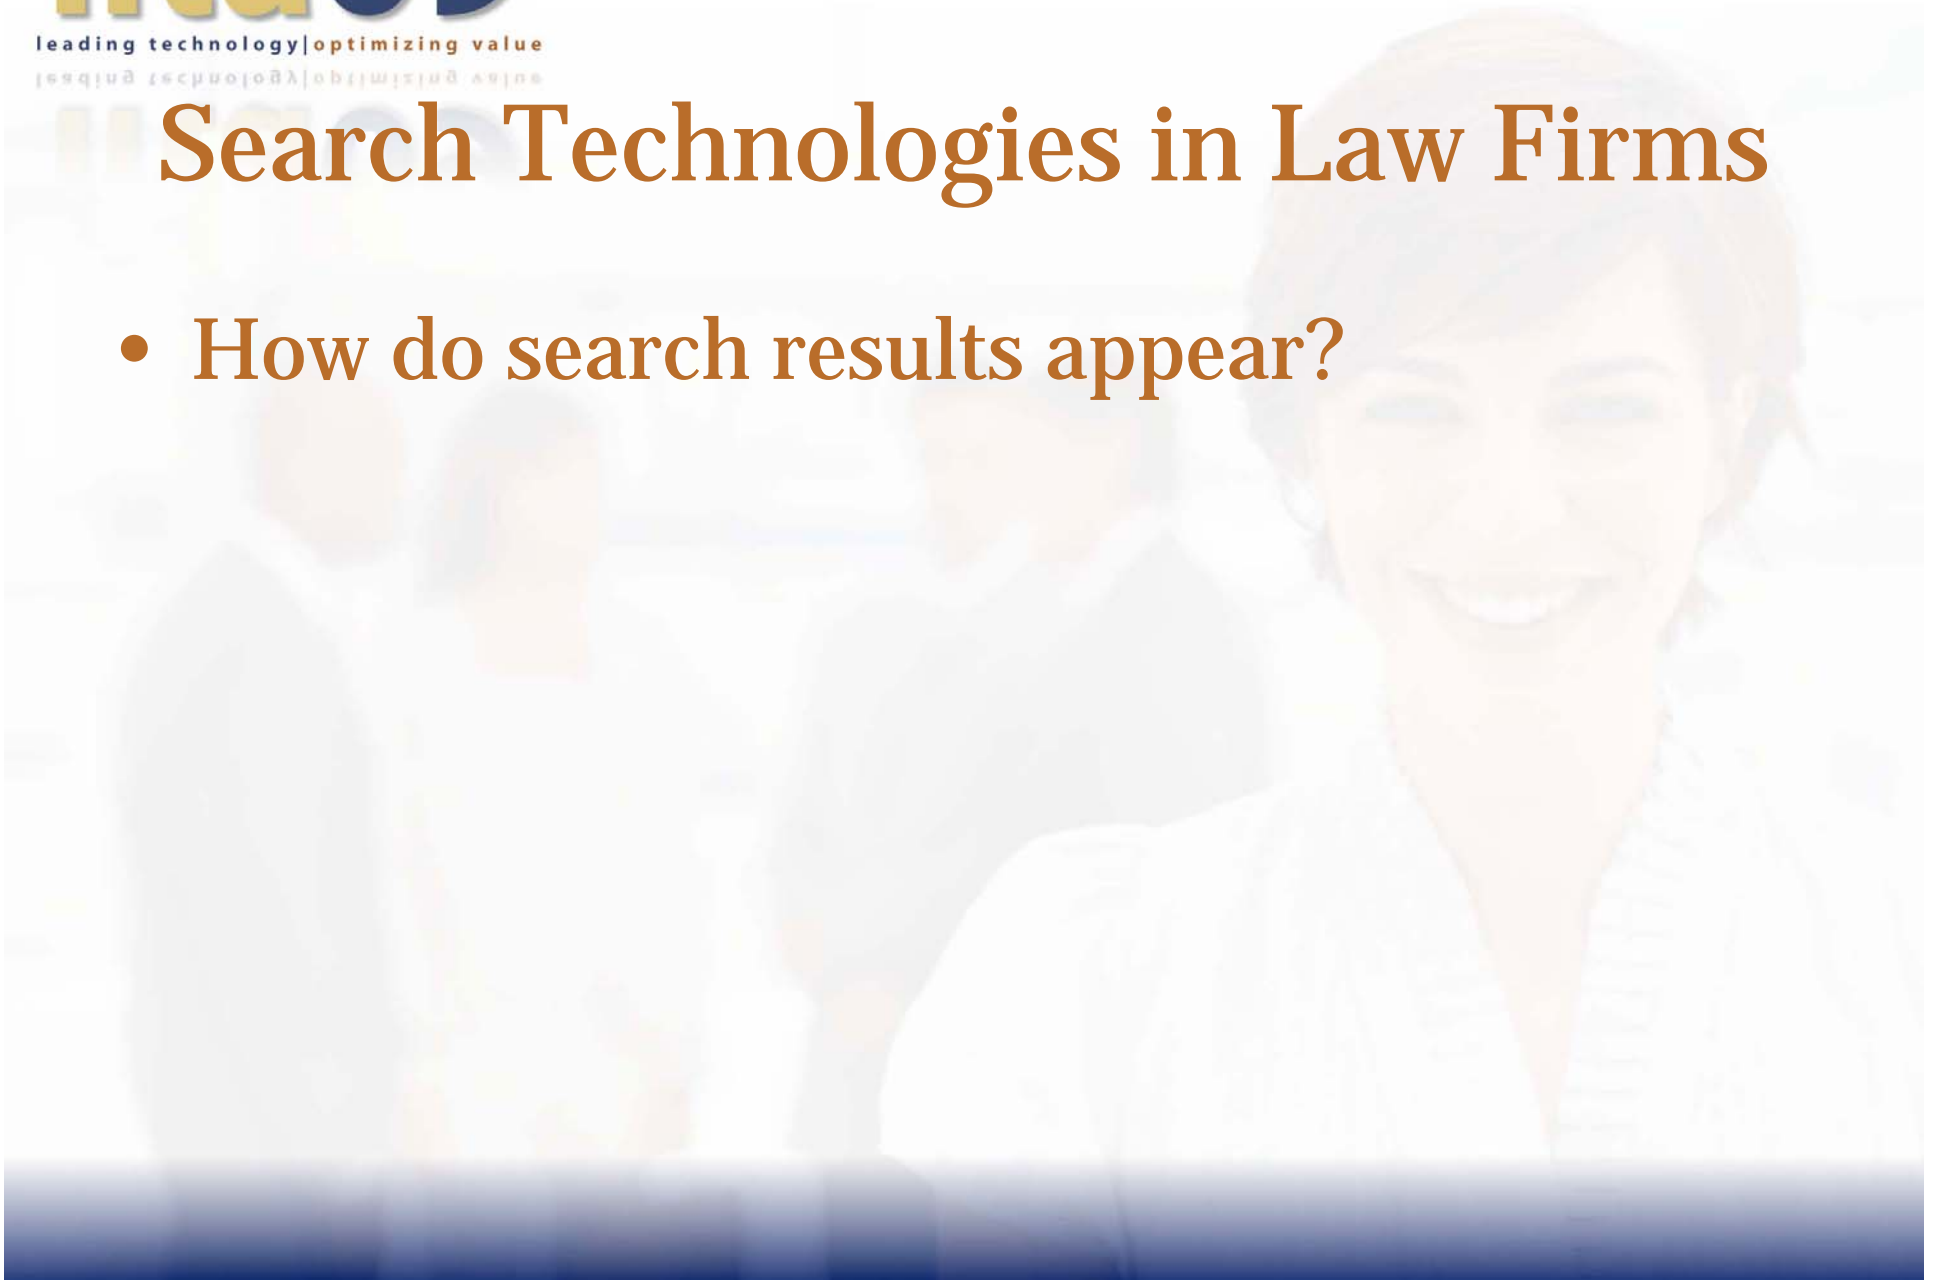 leading technology|optimizing value
Search Technologies in Law Firms
• How do search results appear?